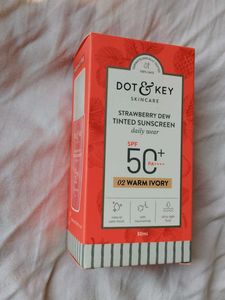 DOT & KEY
SKINCARE
STRAWBERRY DEW
TINTED SUNSCREEN
daily wear
SPF
50+
PA++++
02 WARM IVORY
50ml